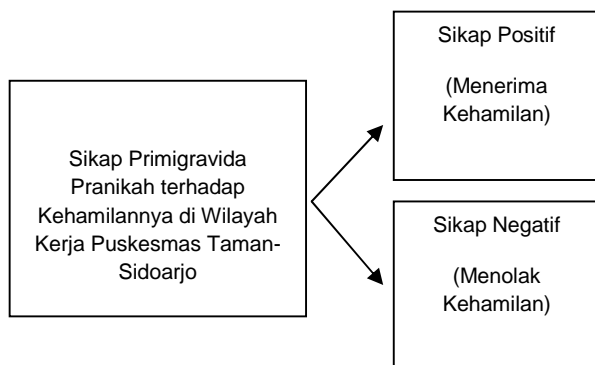 Sikap Primigravida
Pranikah terhadap
Kehamilannya di Wilayah
Kerja Puskesmas Taman-
Sidoarjo
Sikap Positif
(Menerima
Kehamilan)
Sikap Negatif
(Menolak
Kehamilan)